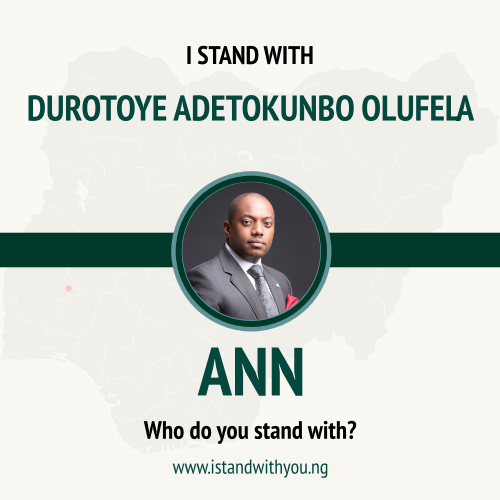 I STAND WITH
DUROTOYE ADETOKUNBO OLUFELA
ANN
Who do you stand with?
www.istandwithyou.ng